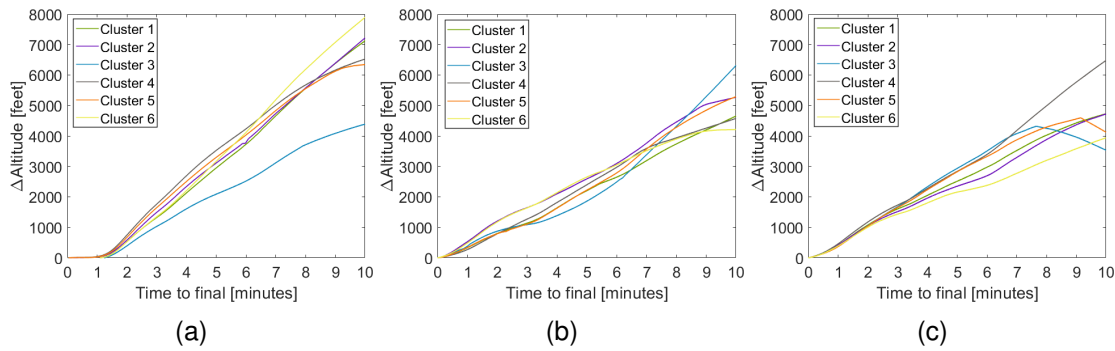 8000
7000
6000
5000
4000
3000
2000
1000
0
ΔAltitude [feet]
Cluster 1
Cluster 2
Cluster 3
Cluster 4
Cluster 5
Cluster 6
0 1 2 3 4 5 6 7 8 9 10
Time to final [minutes]
(a)
8000
7000
6000
5000
4000
3000
2000
1000
0
ΔAltitude [feet]
Cluster 1
Cluster 2
Cluster 3
Cluster 4
Cluster 5
Cluster 6
0 1 2 3 4 5 6 7 8 9 10
Time to final [minutes]
(b)
8000
7000
6000
5000
4000
3000
2000
1000
0
ΔAltitude [feet]
Cluster 1
Cluster 2
Cluster 3
Cluster 4
Cluster 5
Cluster 6
0 1 2 3 4 5 6 7 8 9 10
Time to final [minutes]
(c)